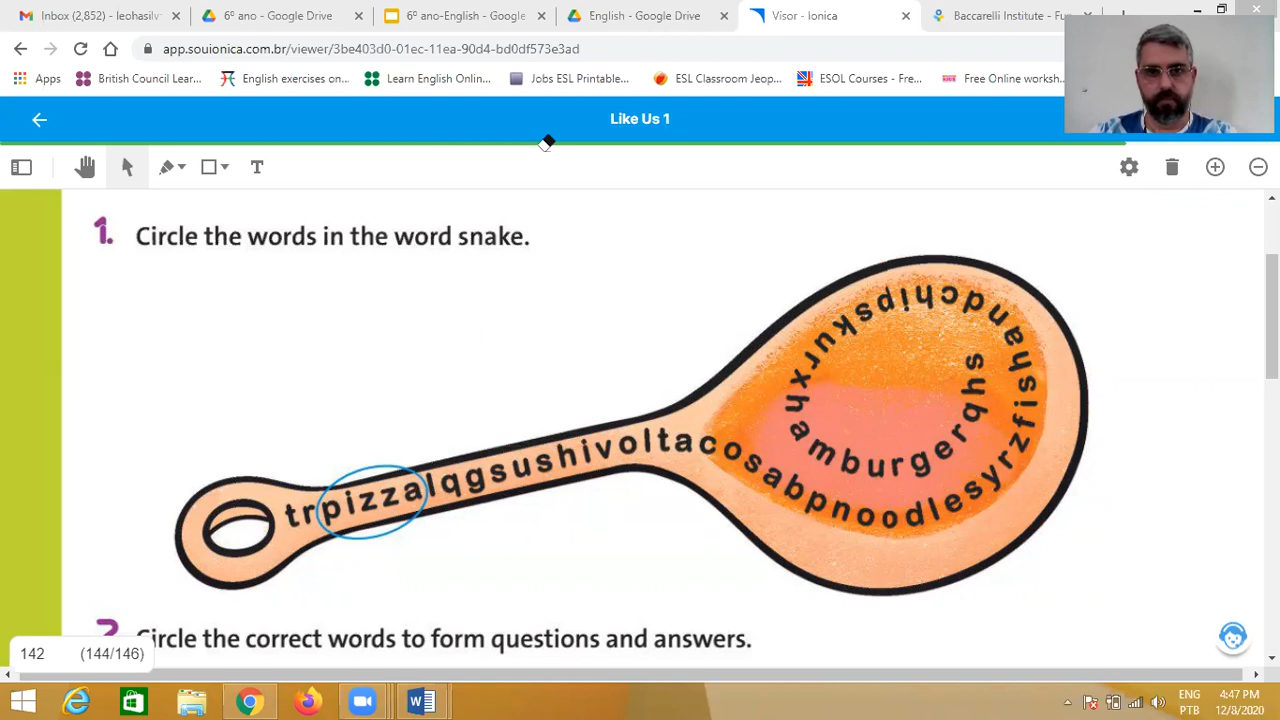 Inbox (2,852) - leohasilv
6º ano - Google Drive
6º ano-English - Google
English - Google Drive
Visor - Ionica
Baccarelli Institute - Fu
app.souionica.com.br/viewer/3be403d0-01ec-11ea-90d4-bd0df573e3ad
Apps
British Council Lear...
English exercises on...
Learn English Onlin...
Jobs ESL Printable...
ESL Classroom Jeop...
ESOL Courses - Fre...
Free Online worksh...
Like Us 1
T
1. Circle the words in the word snake.
trpizzalqgsushivoltacosabpnoodlesyrzfishandchipskurxhamburgerqhs
2. Circle the correct words to form questions and answers.
142 (144/146)
ENG
PTB
4:47 PM
12/8/2020